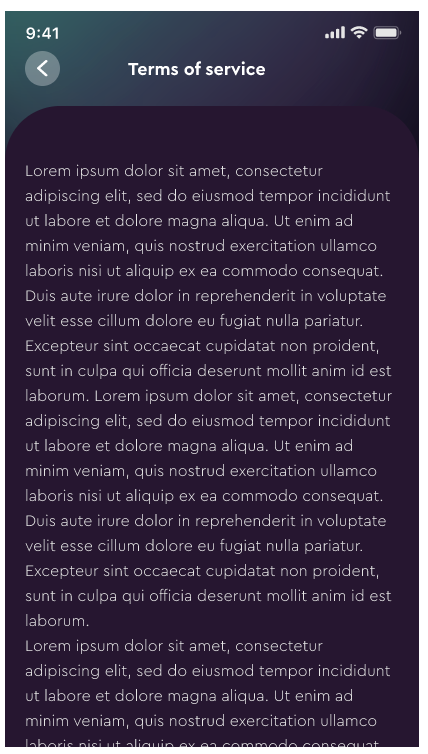 9:41
Terms of service
Lorem ipsum dolor sit amet, consectetur
adipiscing elit, sed do eiusmod tempor incididunt
ut labore et dolore magna aliqua. Ut enim ad
minim veniam, quis nostrud exercitation ullamco
laboris nisi ut aliquip ex ea commodo consequat.
Duis aute irure dolor in reprehenderit in voluptate
velit esse cillum dolore eu fugiat nulla pariatur.
Excepteur sint occaecat cupidatat non proident,
sunt in culpa qui officia deserunt mollit anim id est
laborum. Lorem ipsum dolor sit amet, consectetur
adipiscing elit, sed do eiusmod tempor incididunt
ut labore et dolore magna aliqua. Ut enim ad
minim veniam, quis nostrud exercitation ullamco
laboris nisi ut aliquip ex ea commodo consequat.
Duis aute irure dolor in reprehenderit in voluptate
velit esse cillum dolore eu fugiat nulla pariatur.
Excepteur sint occaecat cupidatat non proident,
sunt in culpa qui officia deserunt mollit anim id est
laborum.
Lorem ipsum dolor sit amet, consectetur
adipiscing elit, sed do eiusmod tempor incididunt
ut labore et dolore magna aliqua. Ut enim ad
minim veniam, quis nostrud exercitation ullamco
laboris nisi ut aliquip ex ea commodo consequat.